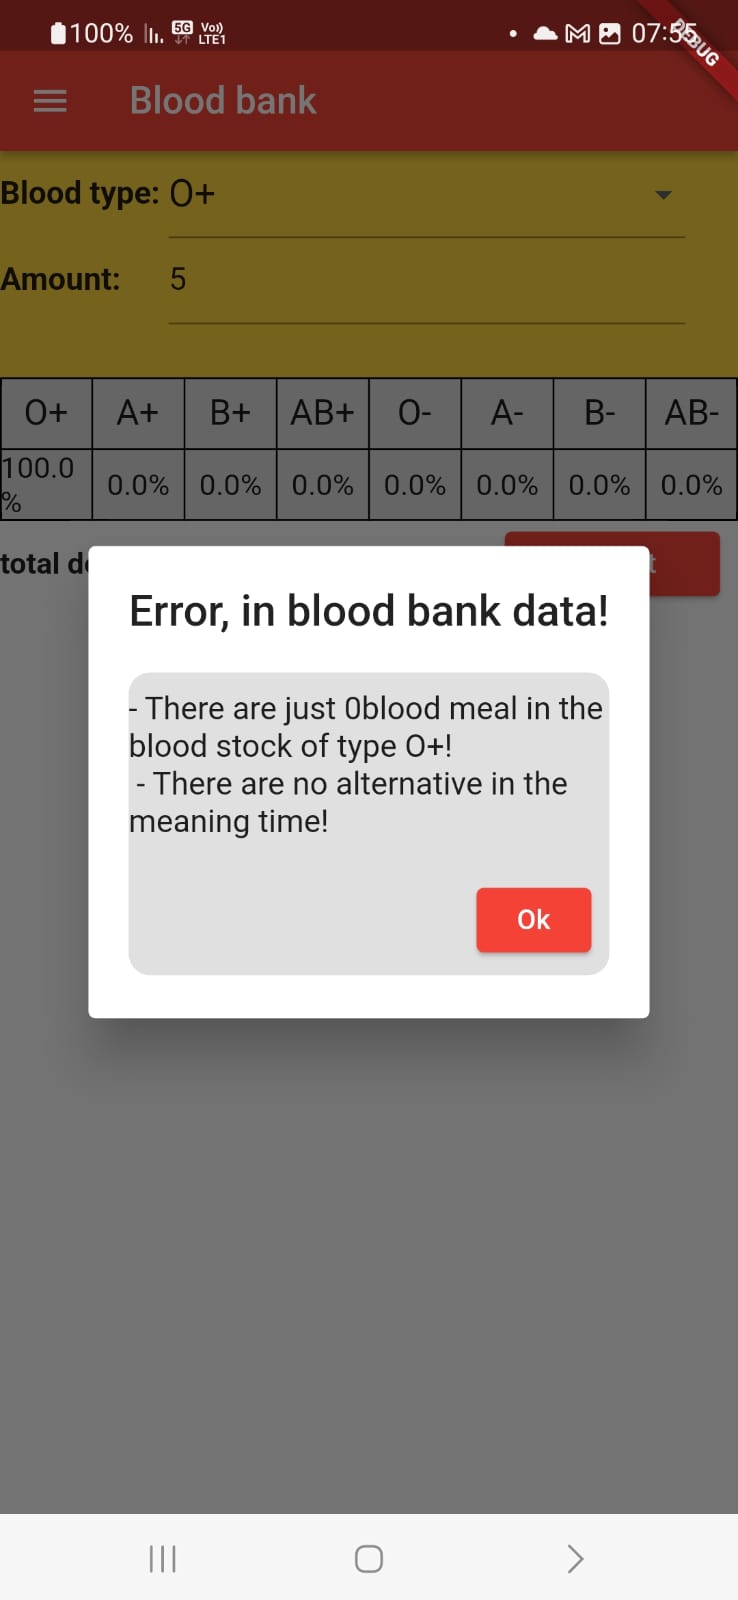 100% 5G Vo)) LTE1 07:55
DEBUG
Blood bank
Blood type: O+
Amount: 5
O+ A+ B+ AB+ O- A- B- AB-
100.0 0.0% 0.0% 0.0% 0.0% 0.0% 0.0% 0.0%
%
total
Error, in blood bank data!
- There are just 0blood meal in the
blood stock of type O+!
- There are no alternative in the
meaning time!
Ok